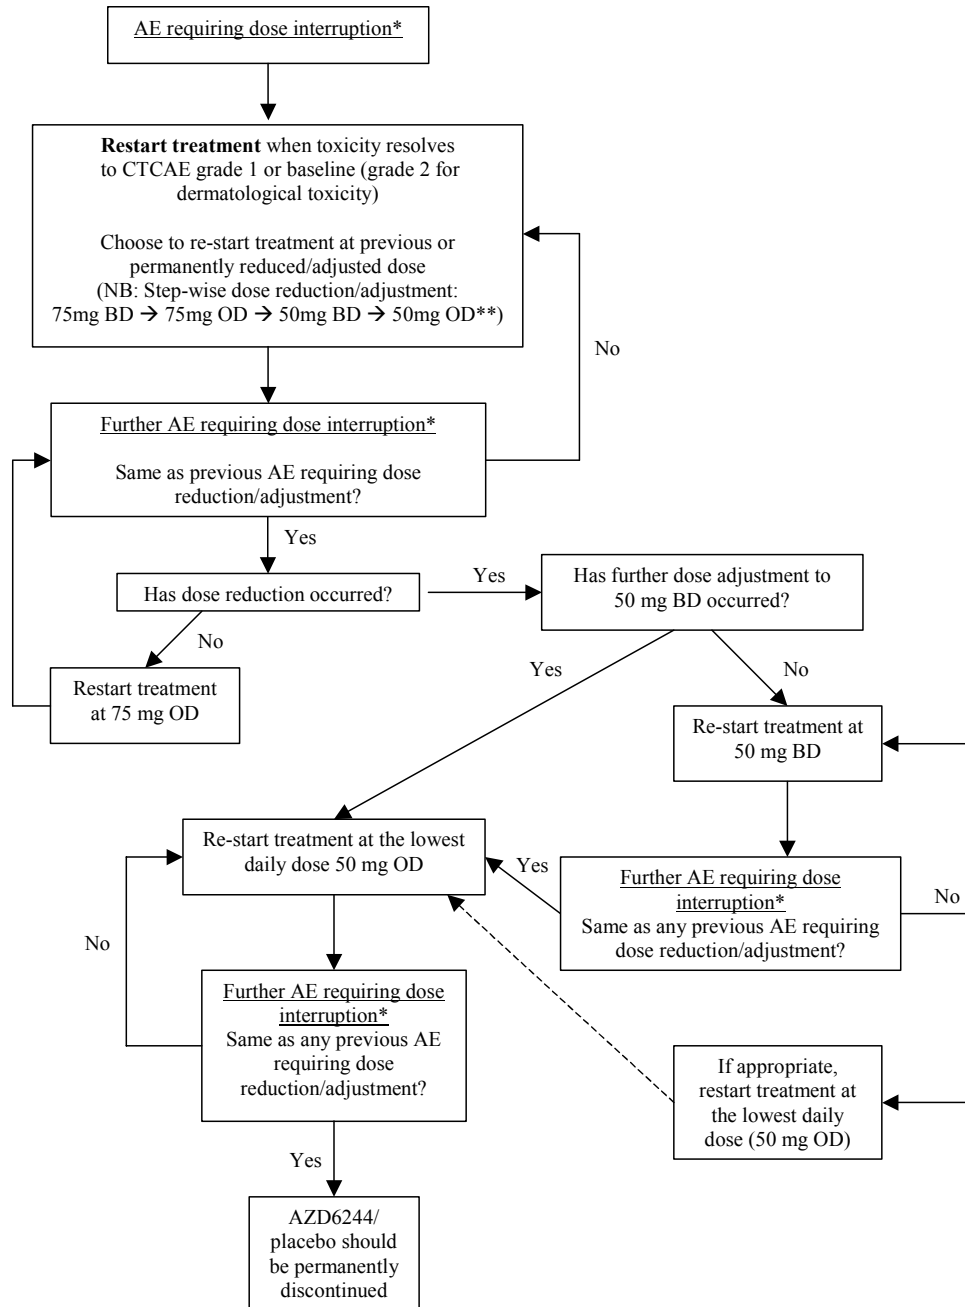 AE requiring dose interruption*
Restart treatment when toxicity resolves
to CTCAE grade 1 or baseline (grade 2 for
dermatological toxicity)
Choose to re-start treatment at previous or
permanently reduced/adjusted dose
(NB: Step-wise dose reduction/adjustment:
75mg BD → 75mg OD → 50mg BD → 50mg OD**)
No
Further AE requiring dose interruption*
Same as previous AE requiring dose
reduction/adjustment?
Yes
Has dose reduction occurred?
Yes
Has further dose adjustment to
50 mg BD occurred?
No
Restart treatment
at 75 mg OD
Yes
No
Re-start treatment at
50 mg BD
Re-start treatment at the lowest
daily dose 50 mg OD
Yes
Further AE requiring dose
interruption*
Same as any previous AE requiring
dose reduction/adjustment?
No
No
Further AE requiring dose
interruption*
Same as any previous AE
requiring dose
reduction/adjustment?
If appropriate,
restart treatment at
the lowest daily
dose (50 mg OD)
Yes
AZD6244/
placebo should
be permanently
discontinued